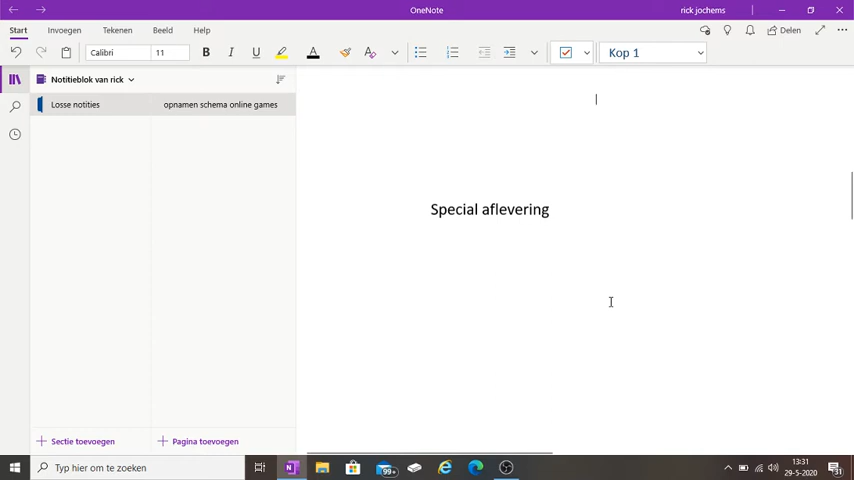 OneNote
rick jochems
Start Invoegen Tekenen Beeld Help
Delen
Calibri 11 B I U A A Kop 1
Notitieblok van rick
Losse notities opnamen schema online games
Special aflevering
Sectie toevoegen Pagina toevoegen
Typ hier om te zoeken
99+
13:31
29-5-2020
31